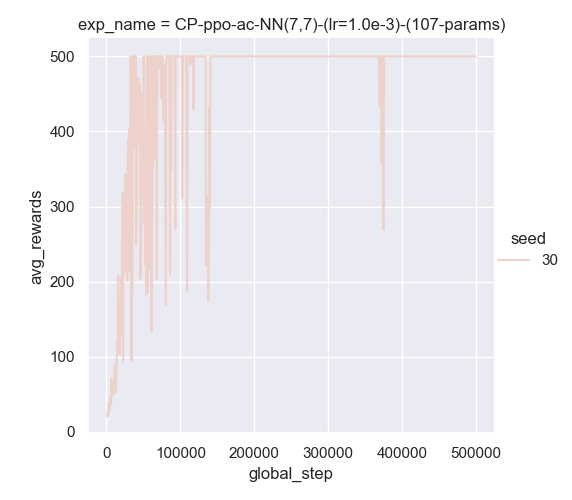 exp_name = CP-ppo-ac-NN(7,7)-(lr=1.0e-3)-(107-params)
500
400
300
200
100
0
avg_rewards
0 100000 200000 300000 400000 500000
global_step
seed
30